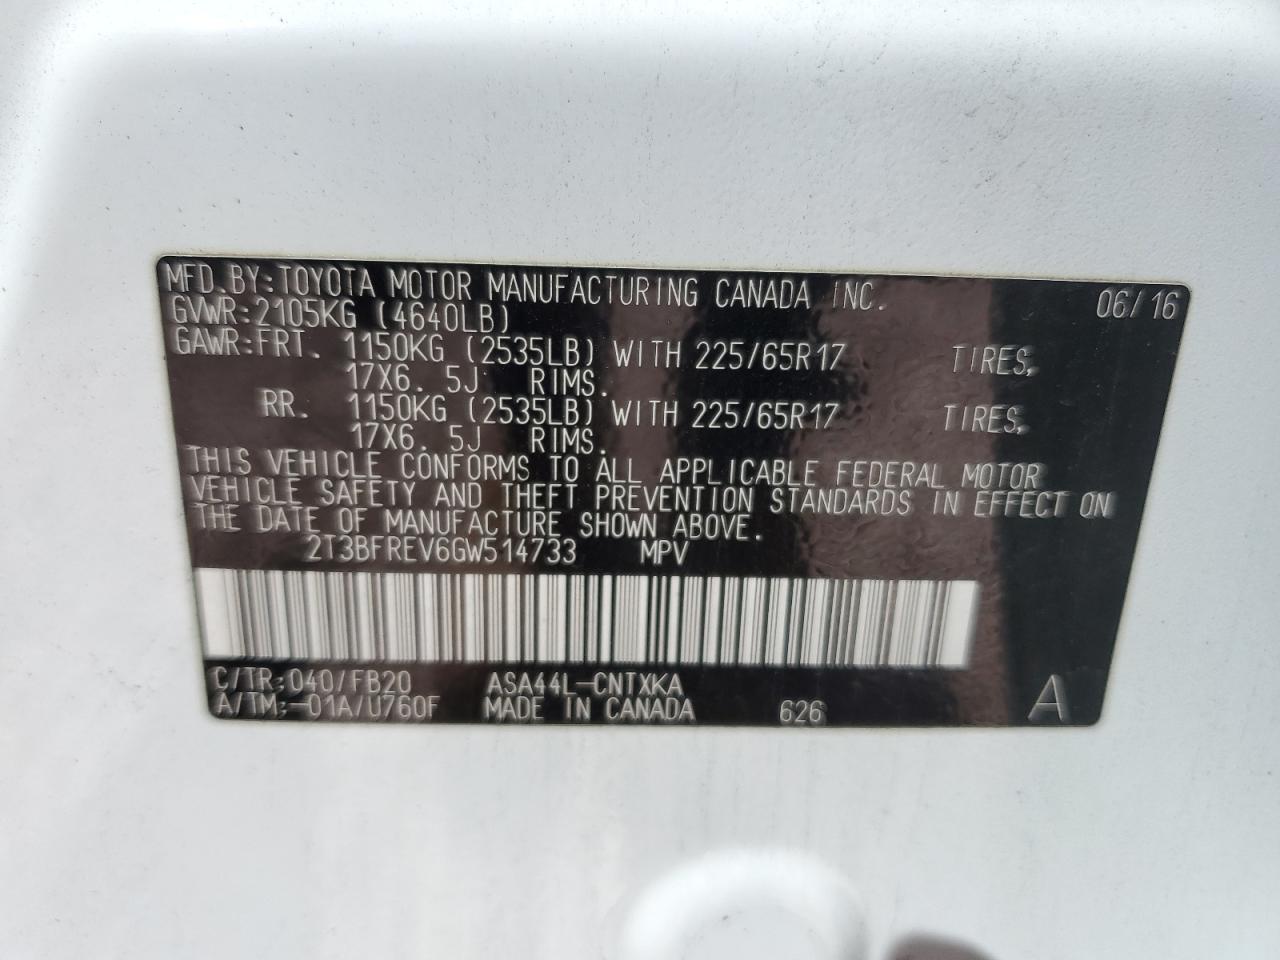 MFD.BY:TOYOTA MOTOR MANUFACTURING CANADA INC. 06/16
GVWR:2105KG (4640LB)
GAWR:FRT. 1150KG (2535LB) WITH 225/65R17 TIRES,
17X6. 5J RIMS.
RR. 1150KG (2535LB) WITH 225/65R17 TIRES,
17X6. 5J RIMS.
THIS VEHICLE CONFORMS TO ALL APPLICABLE FEDERAL MOTOR
VEHICLE SAFETY AND THEFT PREVENTION STANDARDS IN EFFECT ON
THE DATE OF MANUFACTURE SHOWN ABOVE.
2T3BFREV6GW514733 MPV
C/TR:040/FB20 ASA44L-CNTXKA
A/TM:-01A/U760F MADE IN CANADA 626 A